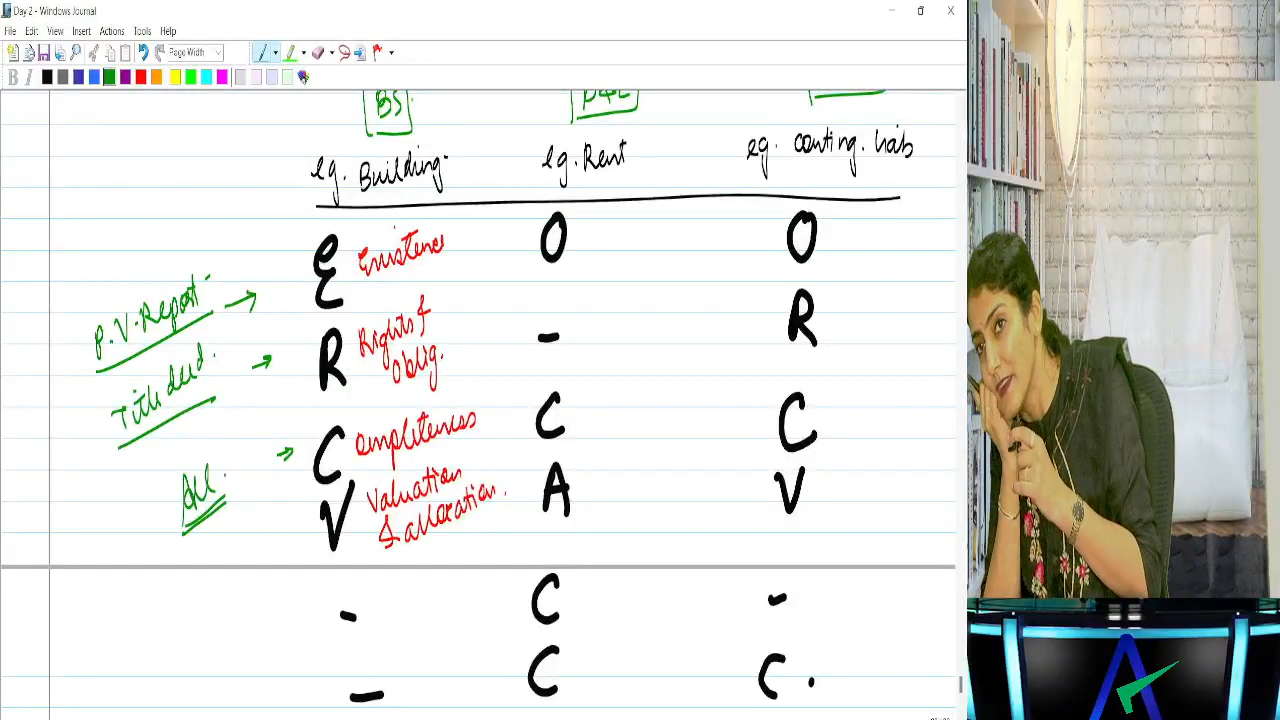 Day 2 - Windows Journal
File Edit View Insert Actions Tools Help
Page Width
B I
BS
P&L
eg. Building
eg. Rent
eg. conting. liab
E Existence O O
P.V. Report →
R Rights & Oblig. - R
Title deed. →
Completeness C C
All. →
V Valuation & allocation. A V
- C -
- C C.